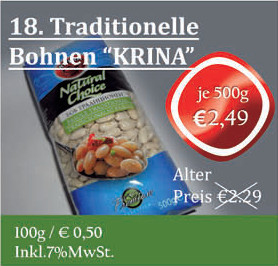 18. Traditionelle
Bohnen “KRINA”
Natural
Choice
je 500g
€2,49
Alter
Preis €2.29
500g
100g / € 0,50
Inkl.7%MwSt.